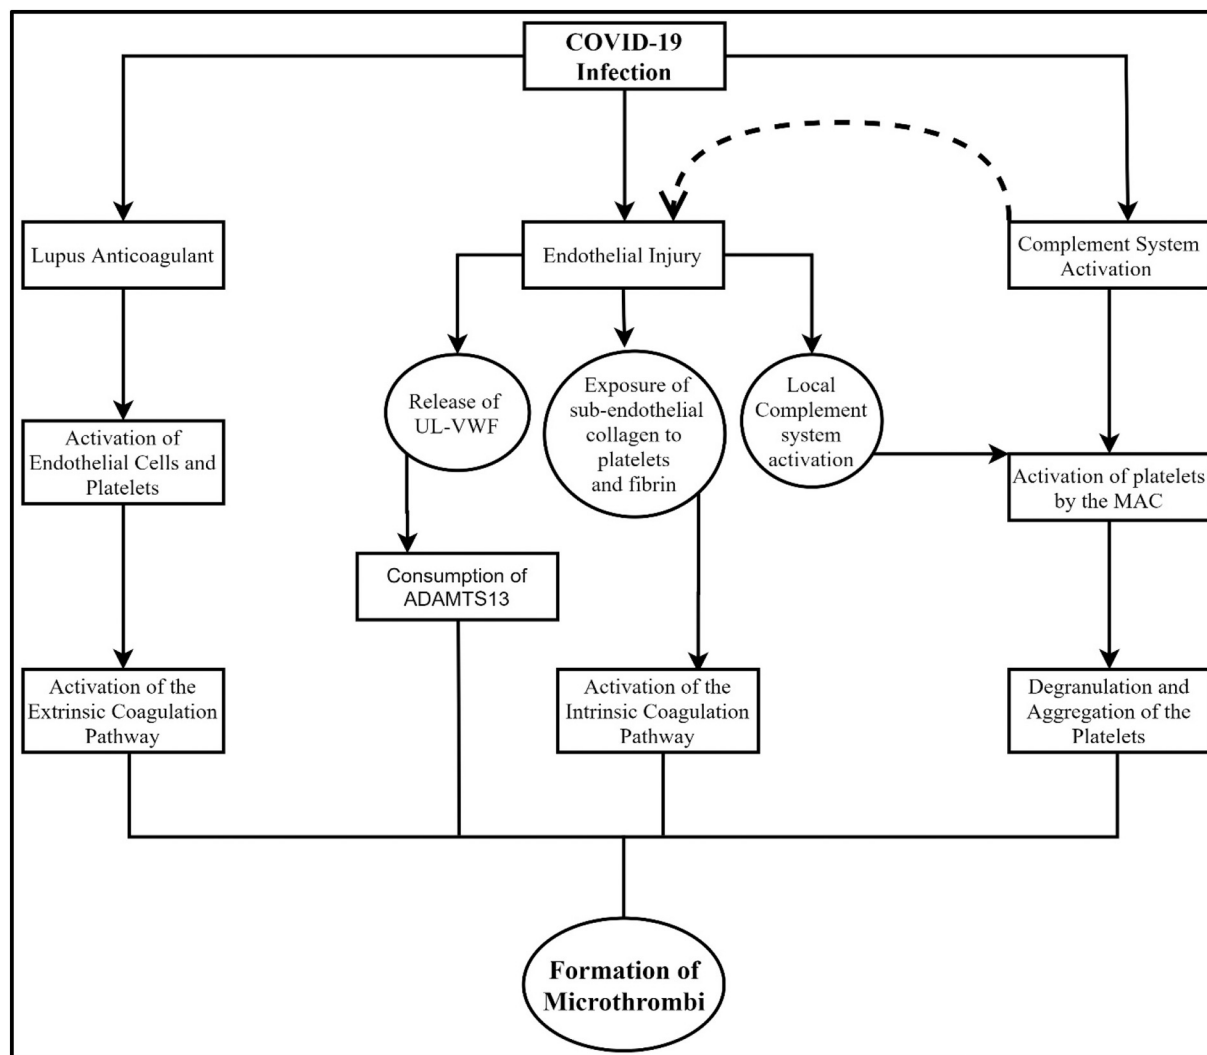 COVID-19
Infection
Lupus Anticoagulant
Endothelial Injury
Complement System
Activation
Release of
UL-VWF
Exposure of
sub-endothelial
collagen to
platelets
and fibrin
Local
Complement
system
activation
Activation of
Endothelial Cells and
Platelets
Activation of platelets
by the MAC
Consumption of
ADAMTS13
Activation of the
Extrinsic Coagulation
Pathway
Activation of the
Intrinsic Coagulation
Pathway
Degranulation and
Aggregation of the
Platelets
Formation of
Microthrombi